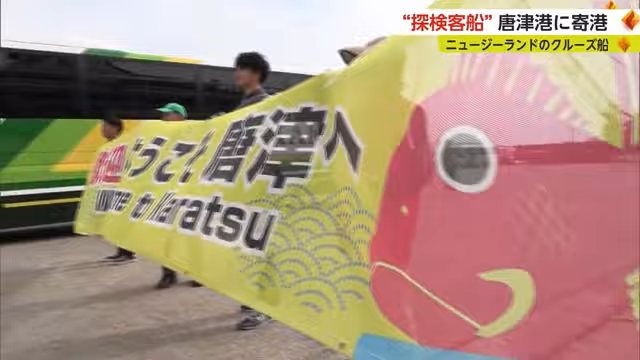 “探検客船” 唐津港に寄港
ニュージーランドのクルーズ船
ようこそ 唐津へ
to Karatsu